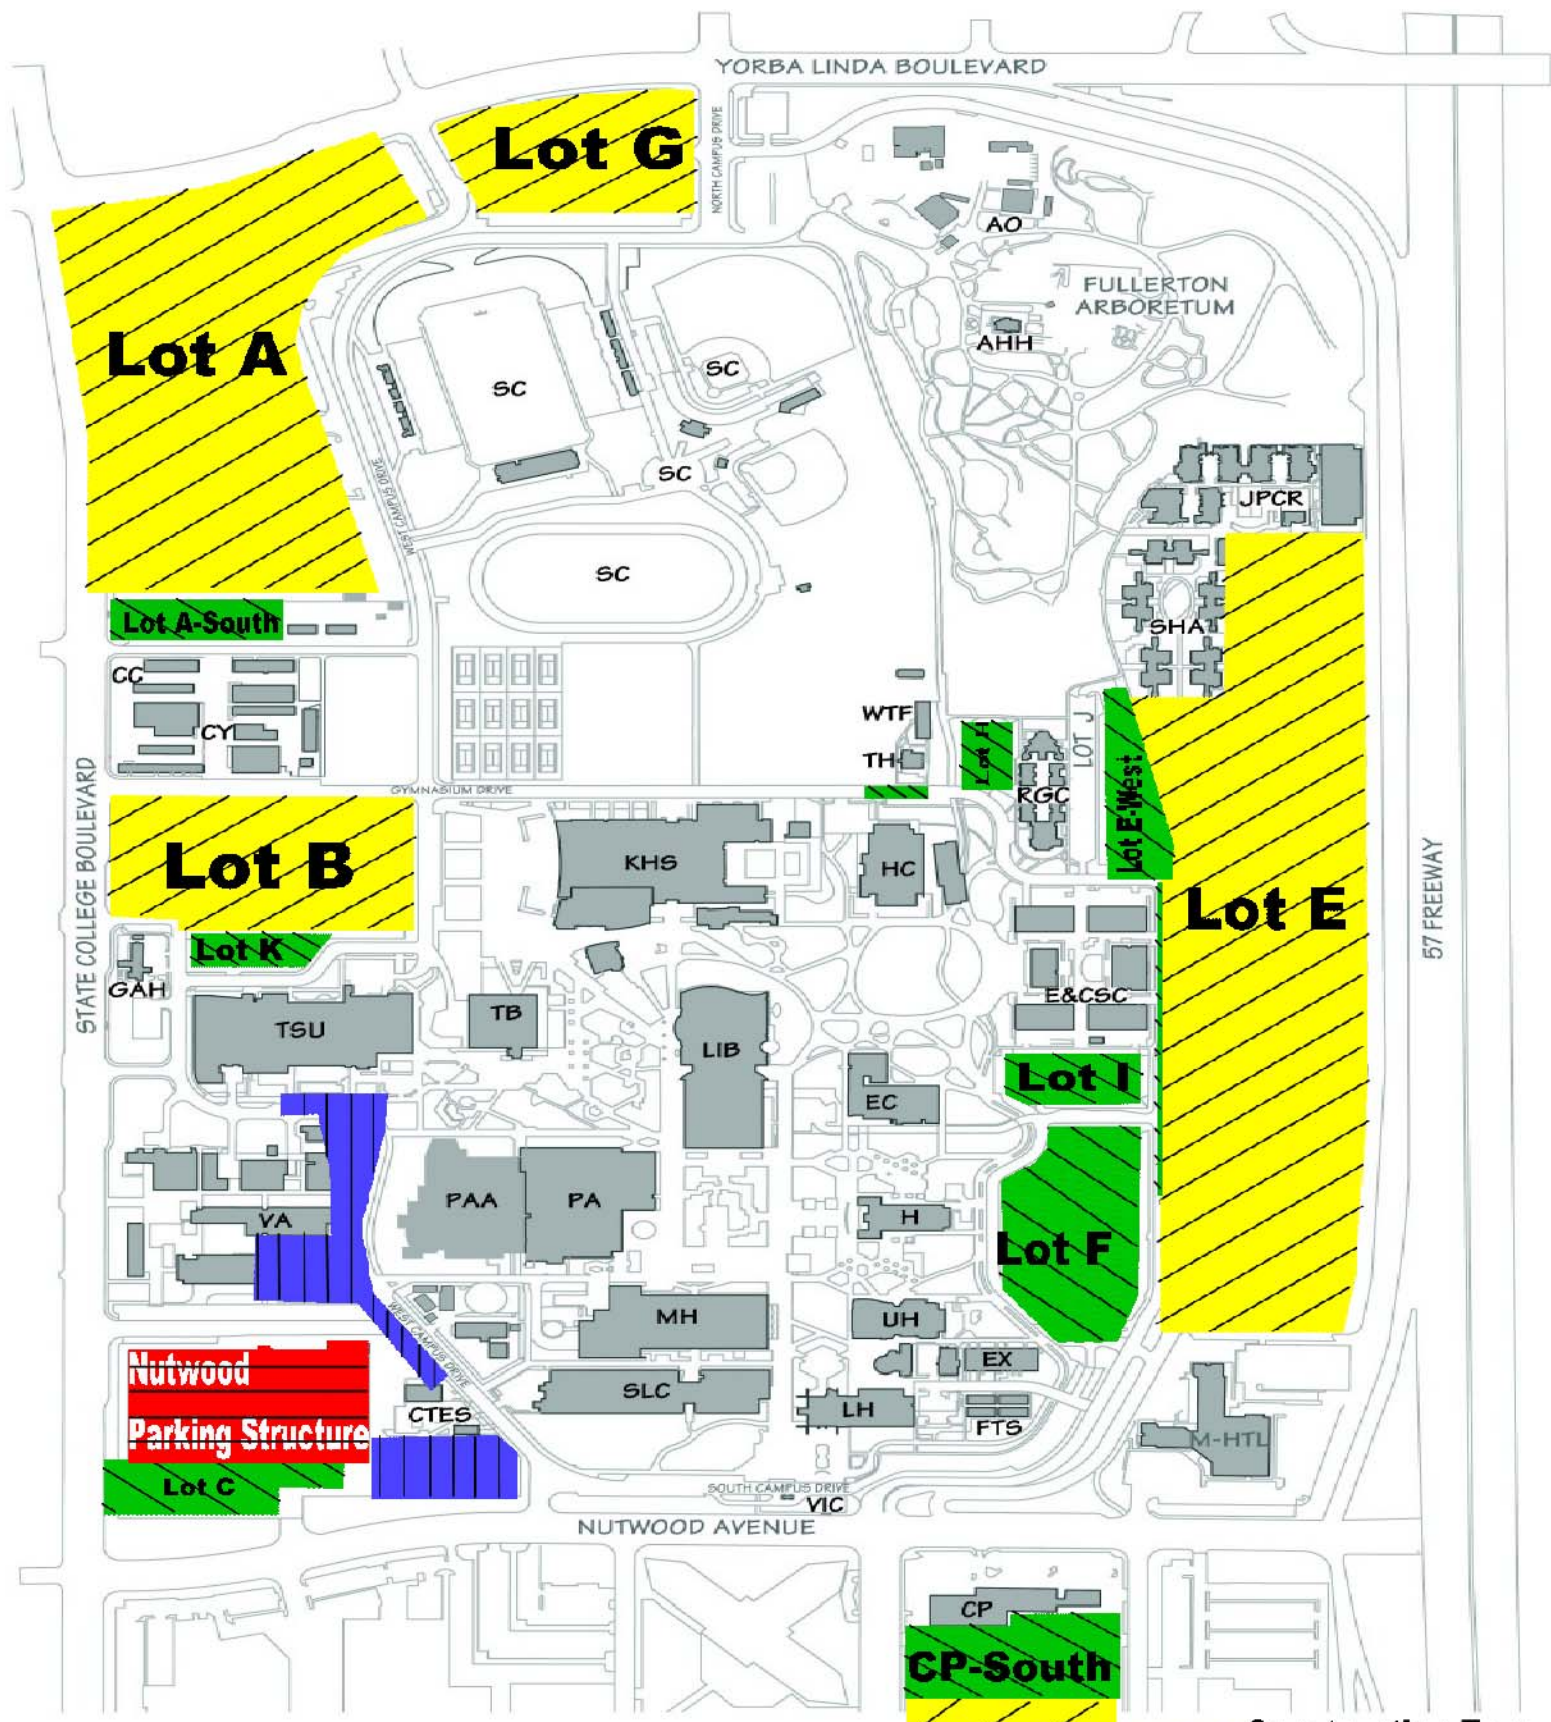 YORBA LINDA BOULEVARD
Lot G
NORTH CAMPUS DRIVE
AO
FULLERTON
ARBORETUM
AHH
Lot A
SC
SC
SC
WEST CAMPUS DRIVE
JPCR
SC
Lot A-South
SHA
CC
CY
WTF
TH
Lot H
LOT J
RGC
Lot E-West
GYMNASIUM DRIVE
STATE COLLEGE BOULEVARD
Lot B
KHS
HC
Lot E
57 FREEWAY
Lot K
GAH
TSU
TB
LIB
E&CSC
Lot I
EC
VA
PAA
PA
H
Lot F
WEST CAMPUS DRIVE
MH
UH
EX
Nutwood
Parking Structure
CTES
SLC
LH
FTS
M-HTL
Lot C
SOUTH CAMPUS DRIVE
VIC
NUTWOOD AVENUE
CP
CP-South